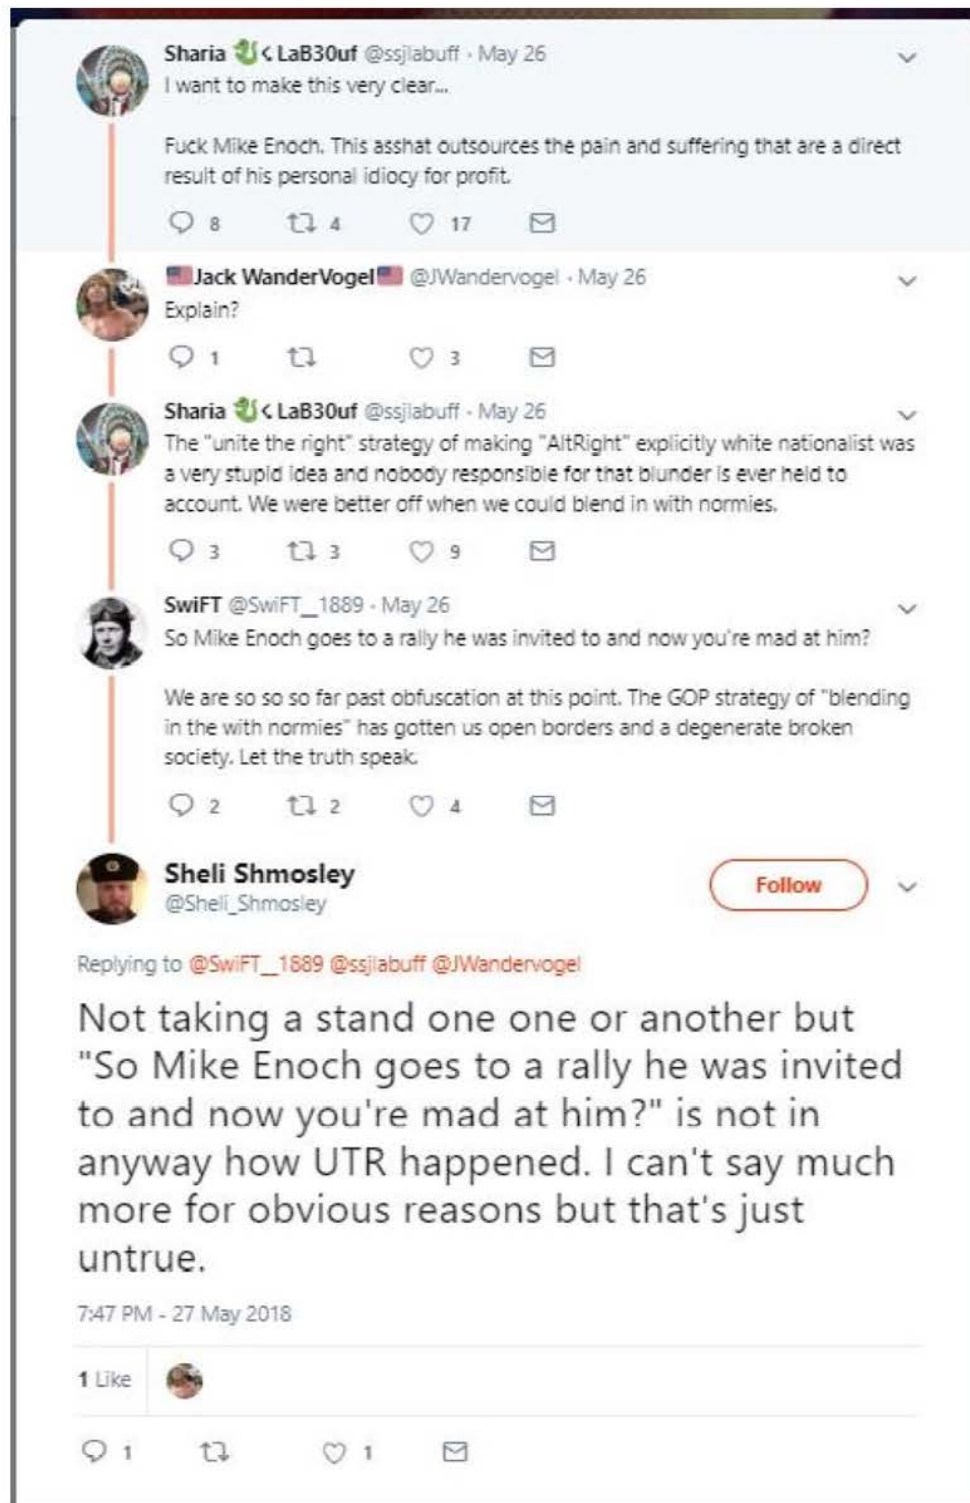 Sharia 🐉☇LaB30uf @ssjlabuff · May 26
I want to make this very clear...
Fuck Mike Enoch. This asshat outsources the pain and suffering that are a direct
result of his personal idiocy for profit.
8 4 17
🇺🇸Jack WanderVogel🇺🇸 @JWandervogel · May 26
Explain?
1 3
Sharia 🐉☇LaB30uf @ssjlabuff · May 26
The "unite the right" strategy of making "AltRight" explicitly white nationalist was
a very stupid idea and nobody responsible for that blunder is ever held to
account. We were better off when we could blend in with normies.
3 3 9
SwiFT @SwiFT__1889 · May 26
So Mike Enoch goes to a rally he was invited to and now you're mad at him?
We are so so so far past obfuscation at this point. The GOP strategy of "blending
in the with normies" has gotten us open borders and a degenerate broken
society. Let the truth speak.
2 2 4
Sheli Shmosley
Follow
@Sheli_Shmosley
Replying to @SwiFT__1889 @ssjlabuff @JWandervogel
Not taking a stand one one or another but
"So Mike Enoch goes to a rally he was invited
to and now you're mad at him?" is not in
anyway how UTR happened. I can't say much
more for obvious reasons but that's just
untrue.
7:47 PM - 27 May 2018
1 Like
1 1